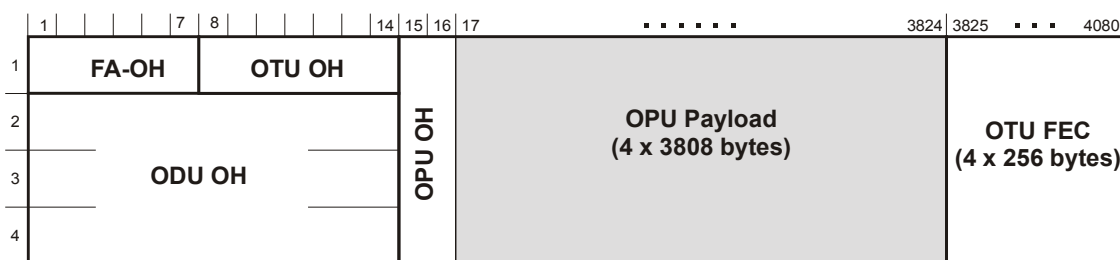 1 7 8 14 15 16 17 3824 3825 4080
1 FA-OH OTU OH
2
3
4
ODU OH
OPU OH
OPU Payload
(4 x 3808 bytes)
OTU FEC
(4 x 256 bytes)